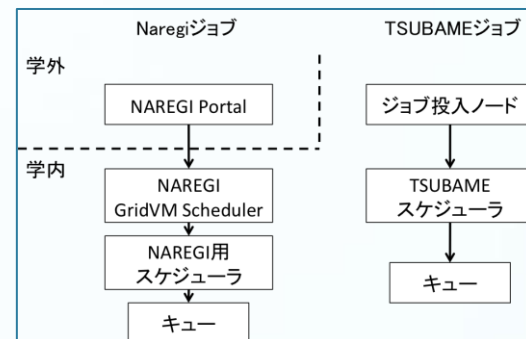 Naregiジョブ
TSUBAMEジョブ
学外
NAREGI Portal
ジョブ投入ノード
学内
NAREGI
GridVM Scheduler
TSUBAME
スケジューラ
NAREGI用
スケジューラ
キュー
キュー